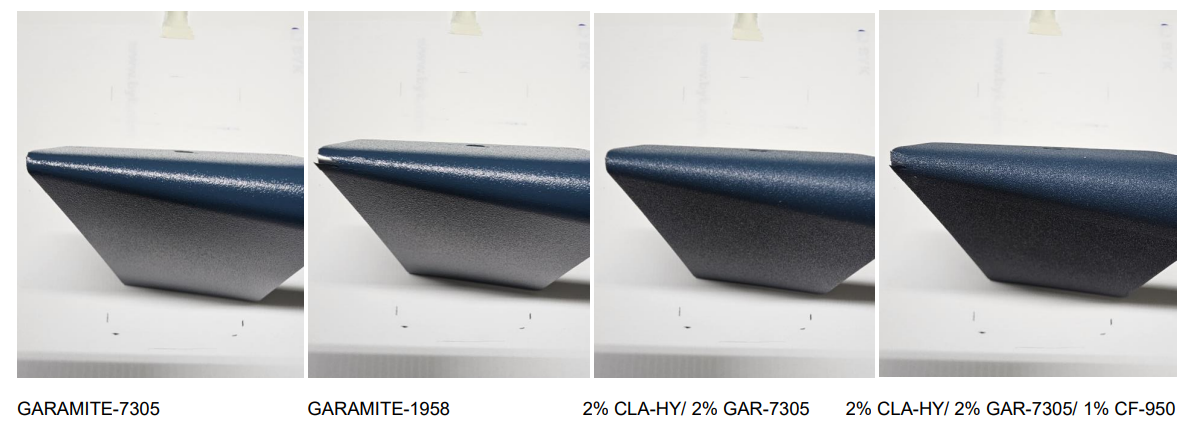 GARAMITE-7305
GARAMITE-1958
2% CLA-HY/ 2% GAR-7305
2% CLA-HY/ 2% GAR-7305/ 1% CF-950